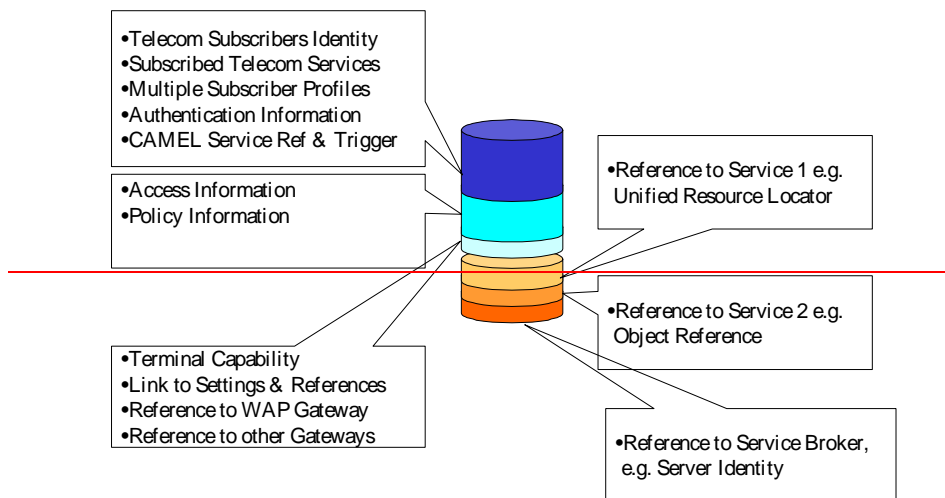 •Telecom Subscribers Identity
•Subscribed Telecom Services
•Multiple Subscriber Profiles
•Authentication Information
•CAMEL Service Ref & Trigger
•Access Information
•Policy Information
•Terminal Capability
•Link to Settings & References
•Reference to WAP Gateway
•Reference to other Gateways
•Reference to Service 1 e.g.
Unified Resource Locator
•Reference to Service 2 e.g.
Object Reference
•Reference to Service Broker,
e.g. Server Identity